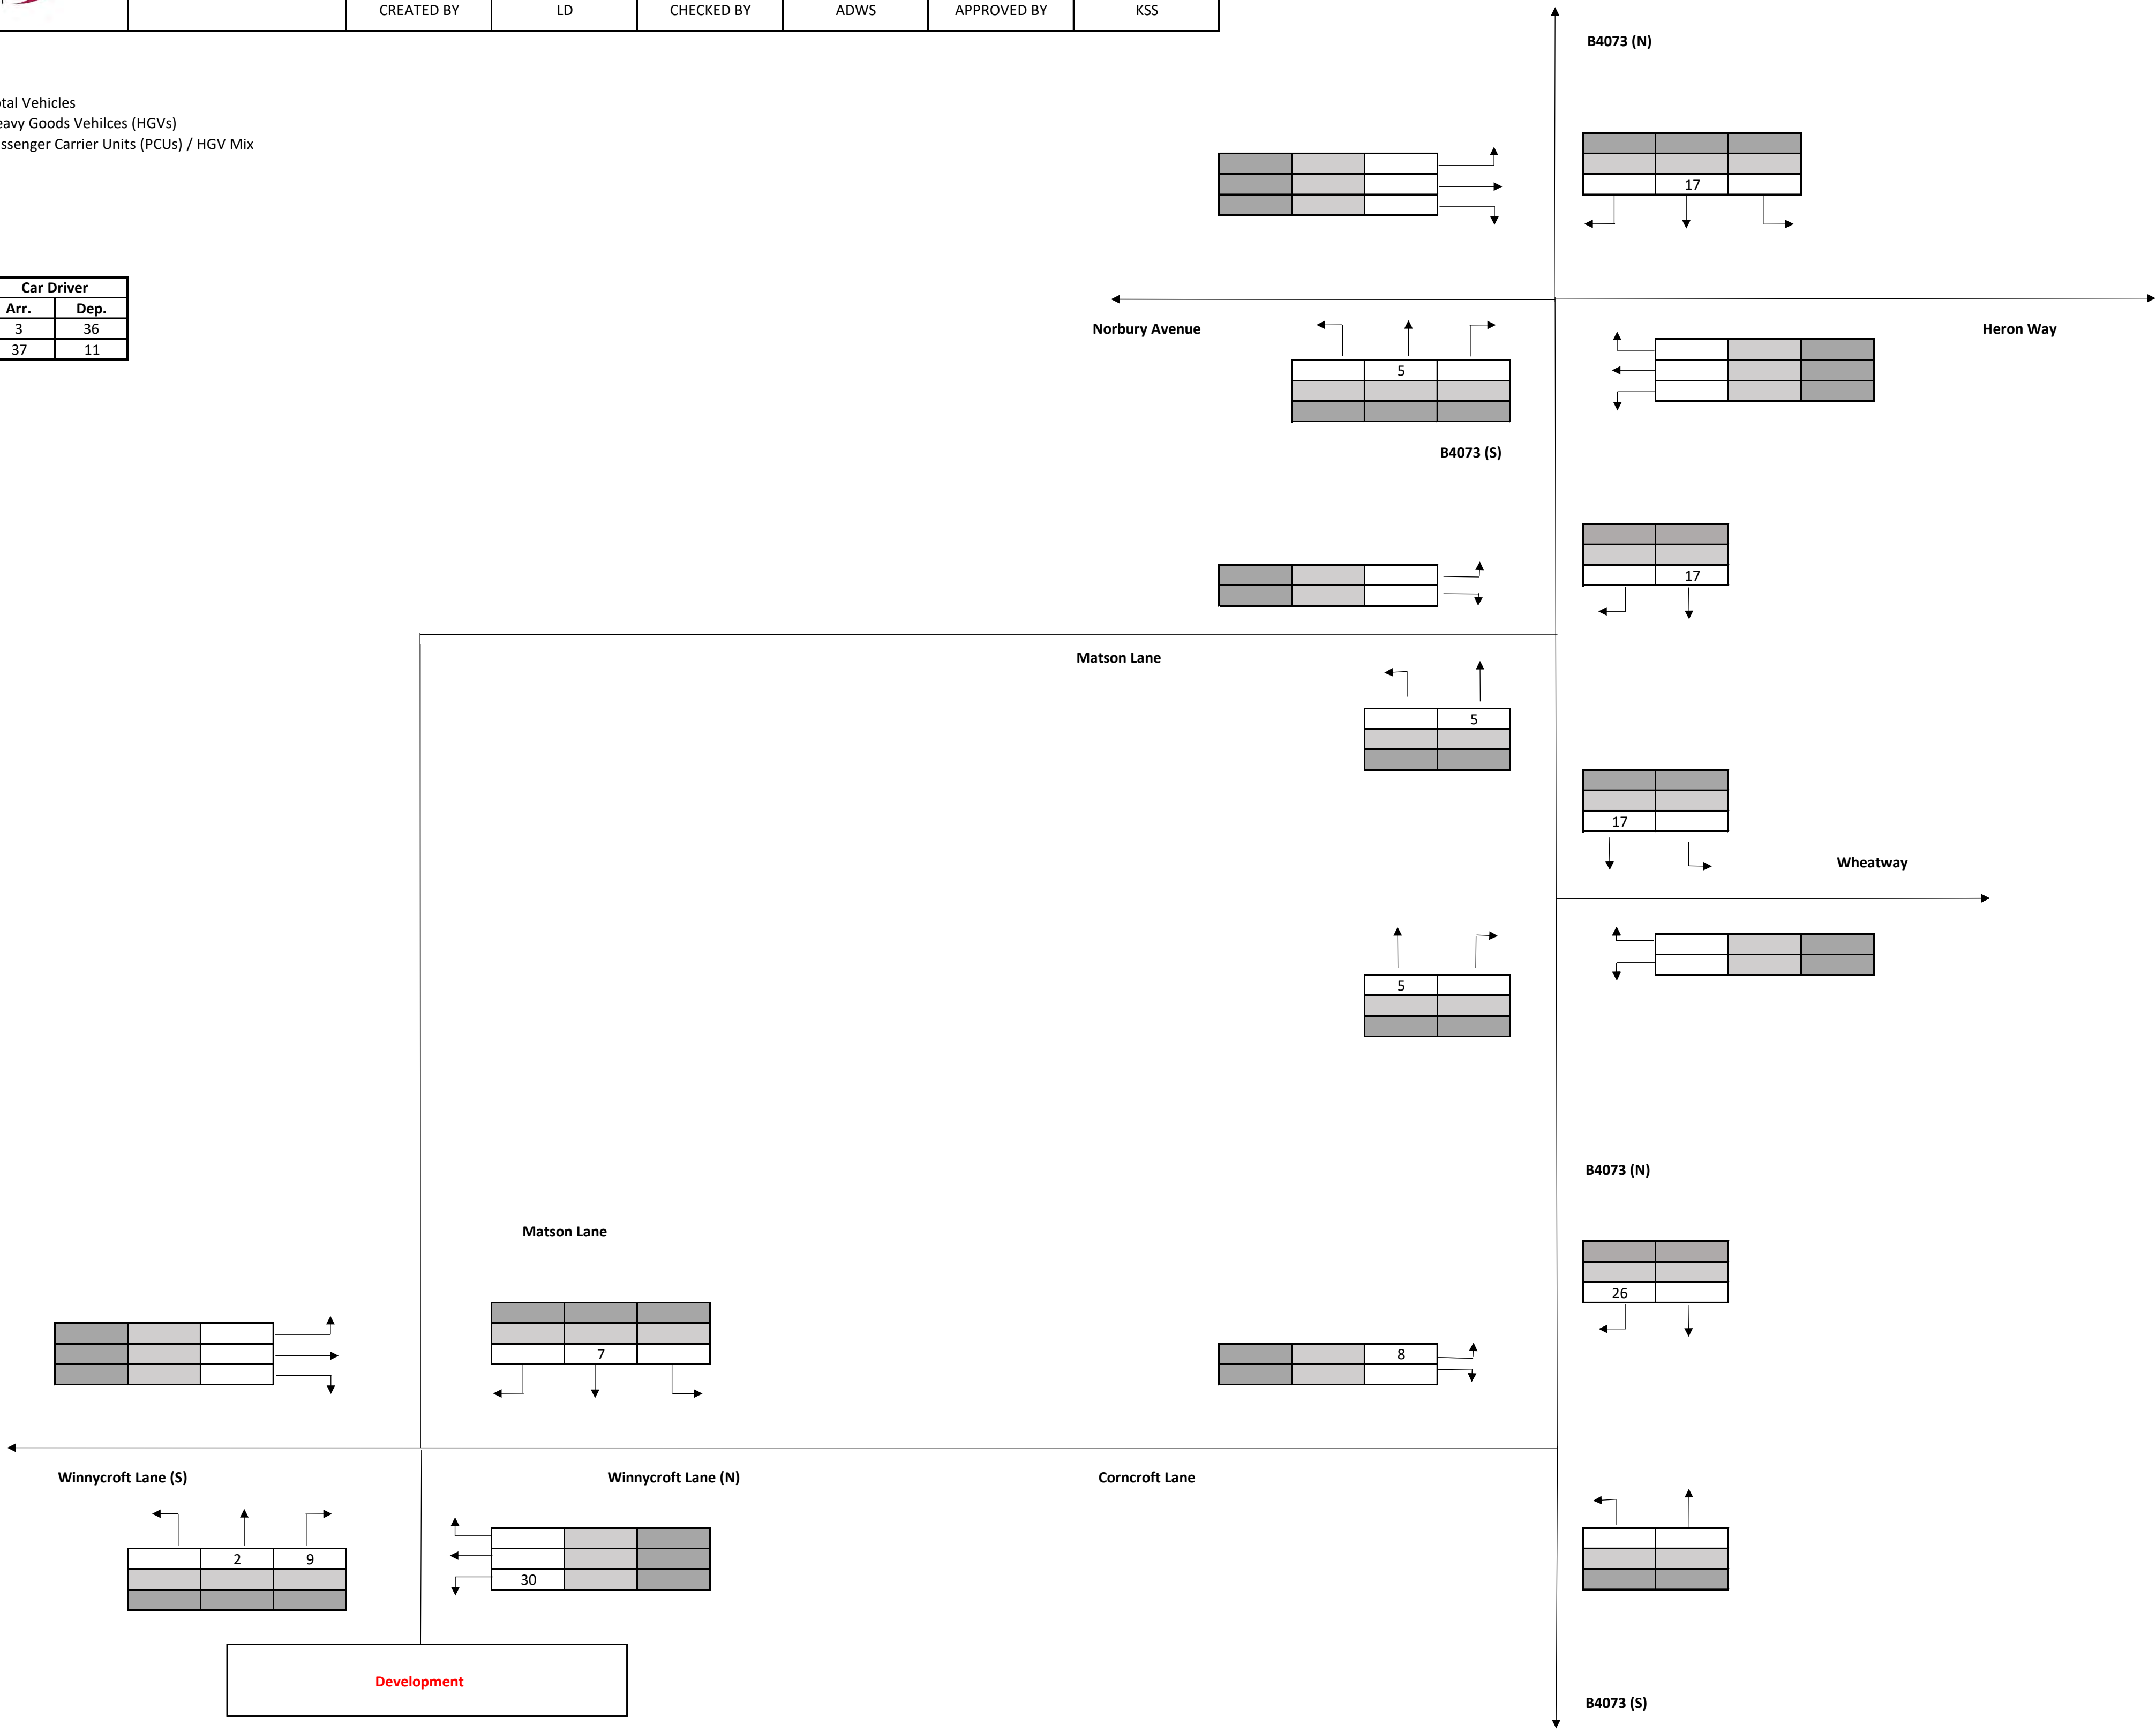 CREATED BY LD CHECKED BY ADWS APPROVED BY KSS
B4073 (N)
otal Vehicles
eavy Goods Vehilces (HGVs)
assenger Carrier Units (PCUs) / HGV Mix
17
Car Driver
Arr. Dep.
3 36
37 11
Norbury Avenue
Heron Way
5
B4073 (S)
17
Matson Lane
5
17
Wheatway
5
B4073 (N)
Matson Lane
26
7
8
Winnycroft Lane (S)
Winnycroft Lane (N)
Corncroft Lane
2 9
30
Development
B4073 (S)